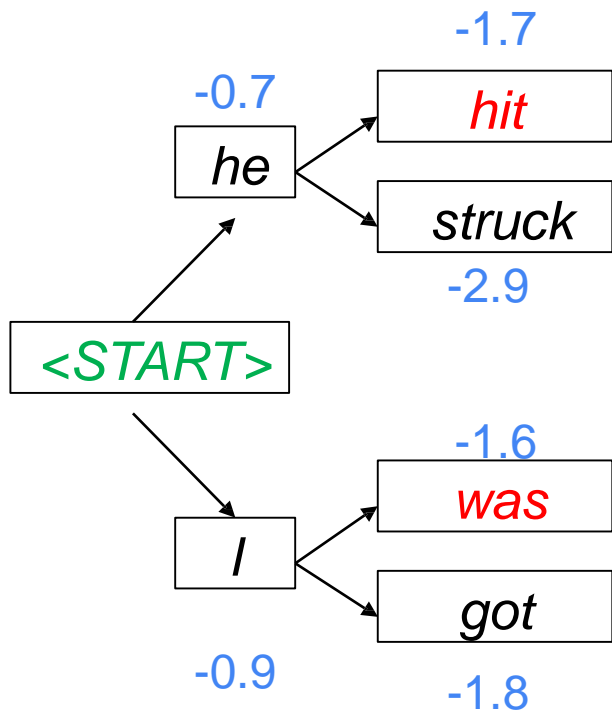 -1.7
-0.7
hit
he
struck
-2.9
<START>
-1.6
was
I
got
-0.9
-1.8